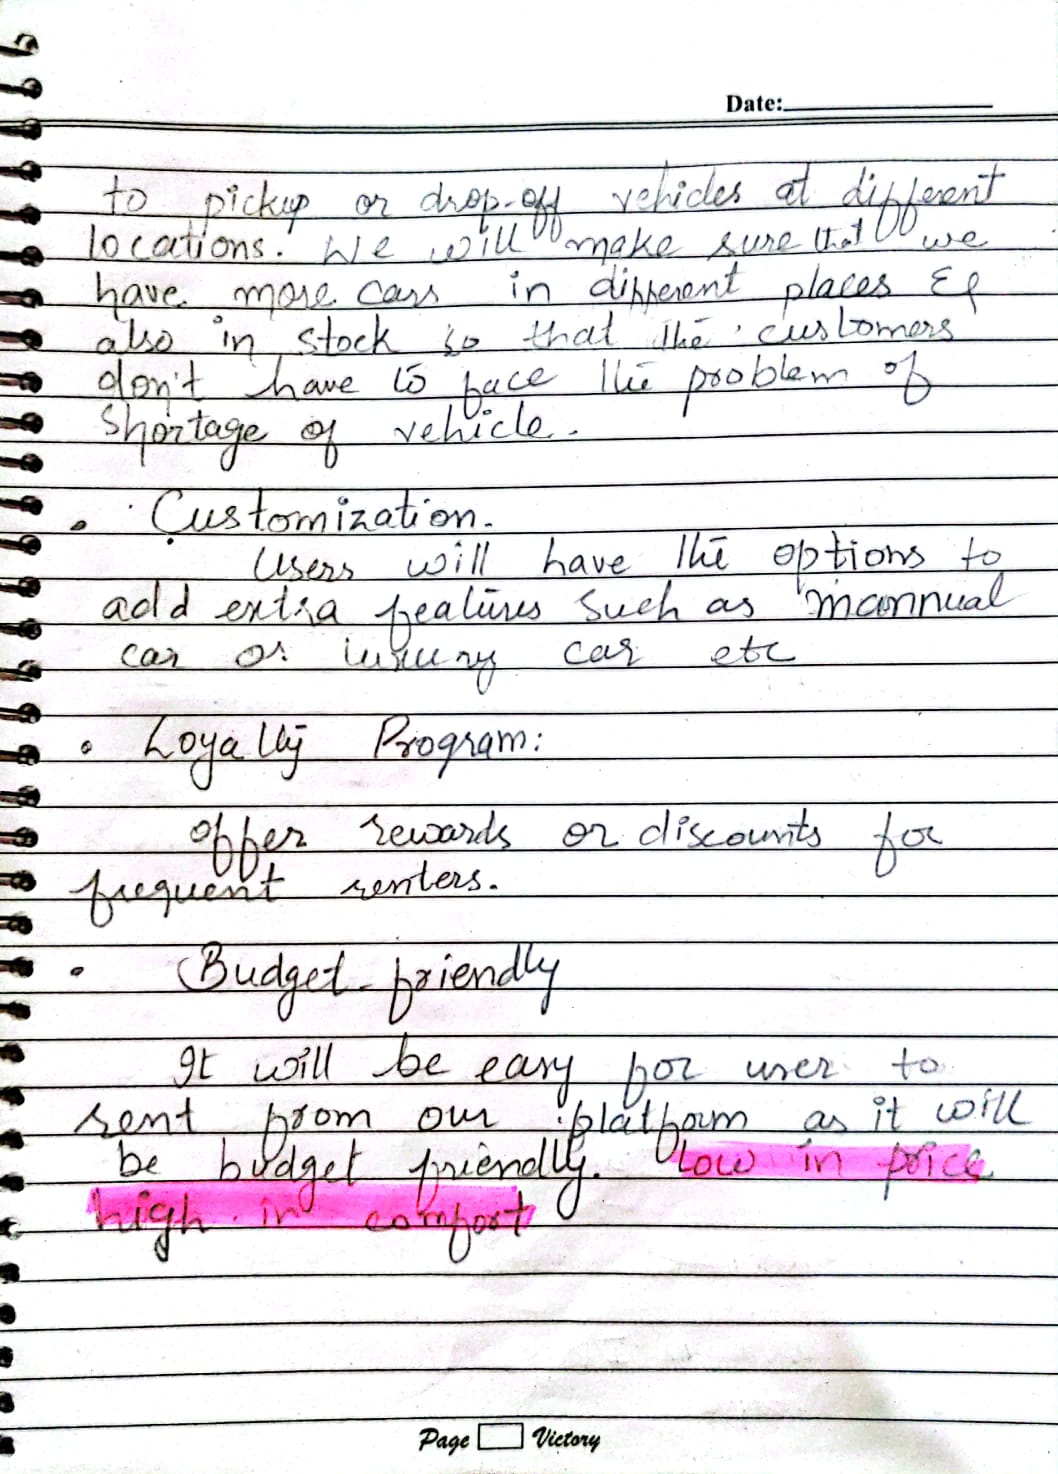 Date:
to pickup or drop-off vehicles at different
locations. We will make sure that we
have more cars in different places &
also in stock so that the customers
don't have to face the problem of
shortage of vehicle.
• Customization.
Users will have the options to
add extra features such as mannual
car or luxury car etc
• Loyalty Program:
offer rewards or discounts for
frequent renters.
• Budget-friendly
It will be easy for user to
rent from our platform as it will
be budget friendly. "low in price
high in comfort"
Page Victory